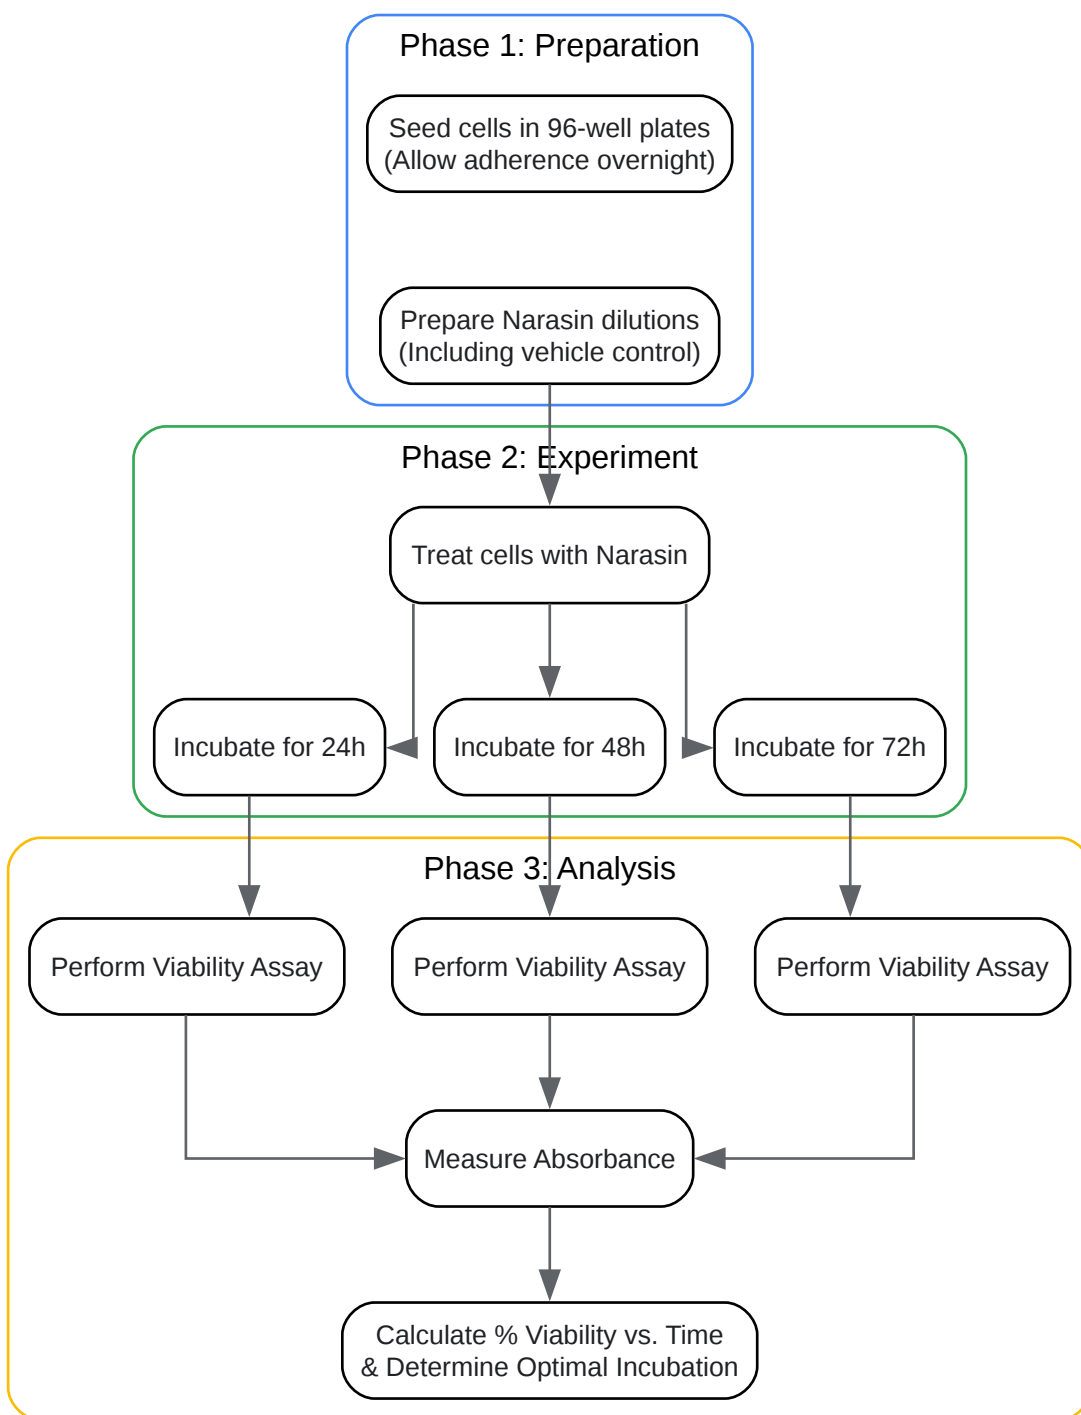 Phase 1: Preparation
Seed cells in 96-well plates
(Allow adherence overnight)
Prepare Narasin dilutions
(Including vehicle control)
Phase 2: Experiment
Treat cells with Narasin
Incubate for 24h
Incubate for 48h
Incubate for 72h
Phase 3: Analysis
Perform Viability Assay
Perform Viability Assay
Perform Viability Assay
Measure Absorbance
Calculate % Viability vs. Time
& Determine Optimal Incubation